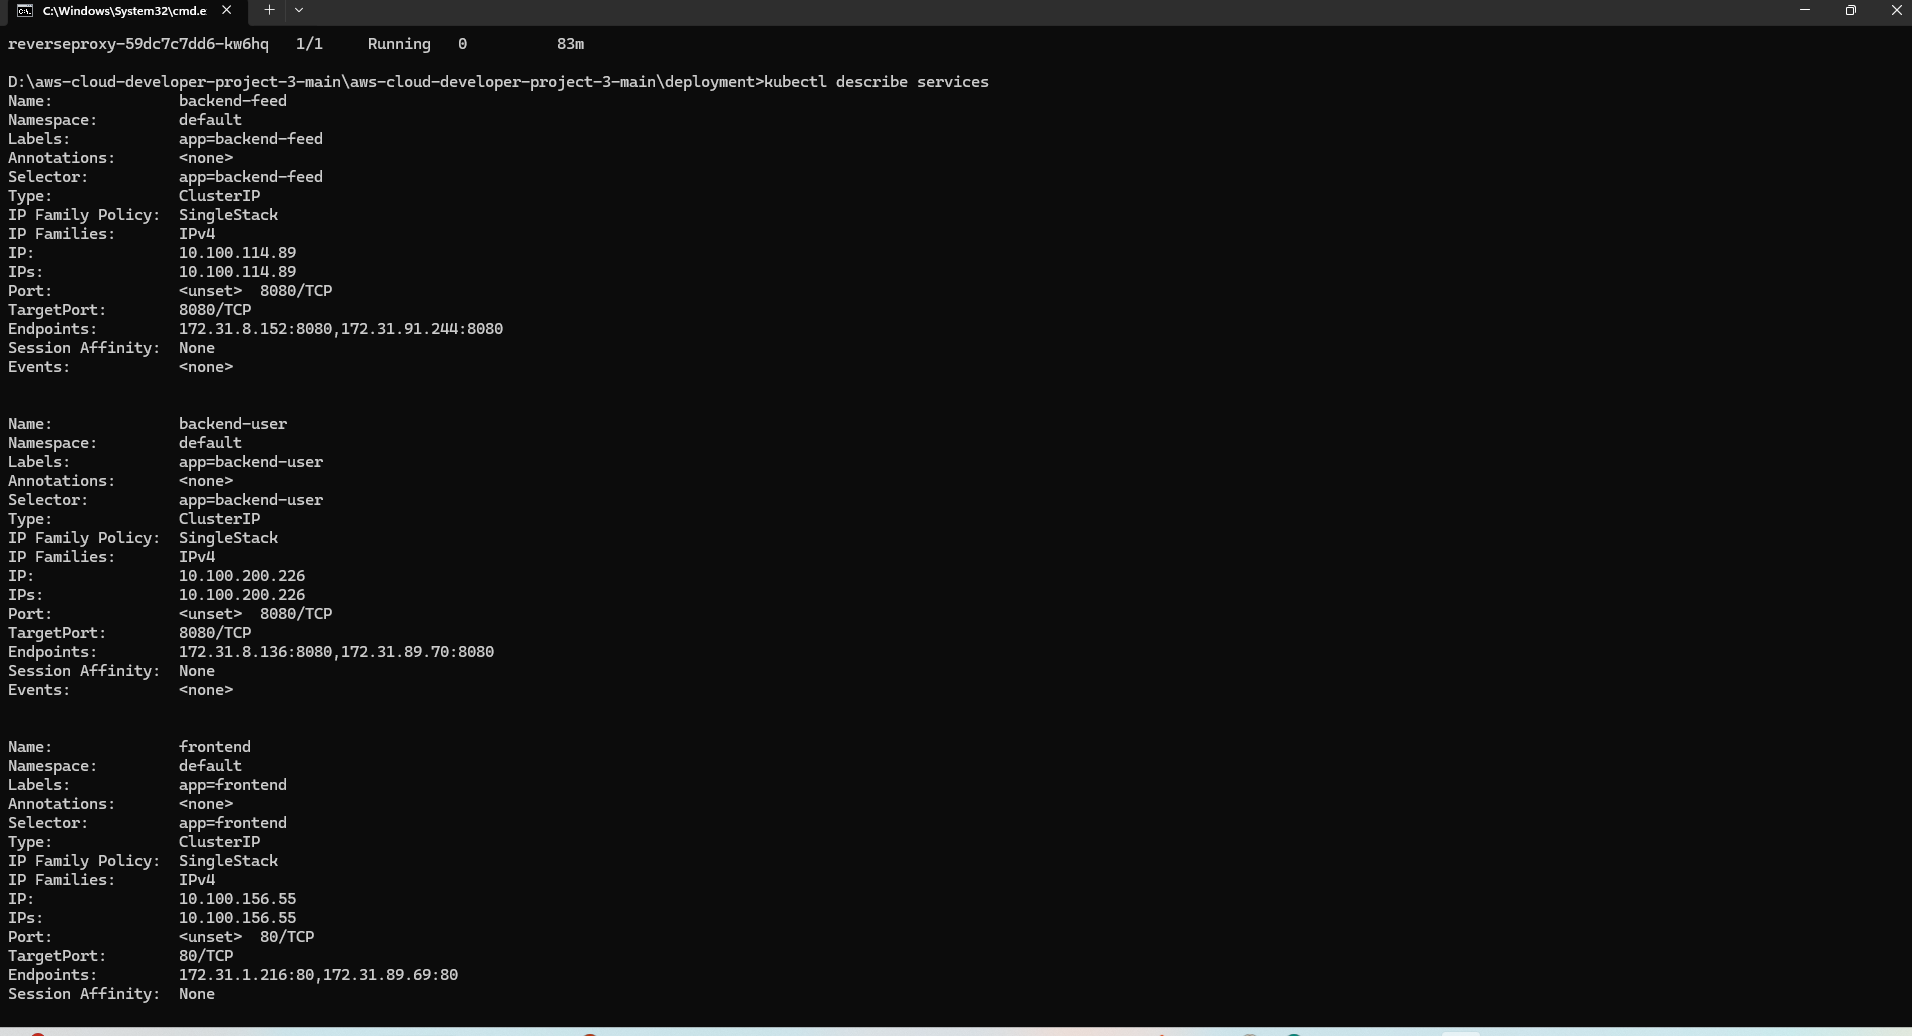 C:\Windows\System32\cmd.e
reverseproxy-59dc7c7dd6-kw6hq   1/1     Running   0          83m
D:\aws-cloud-developer-project-3-main\aws-cloud-developer-project-3-main\deployment>kubectl describe services
Name:              backend-feed
Namespace:         default
Labels:            app=backend-feed
Annotations:       <none>
Selector:          app=backend-feed
Type:              ClusterIP
IP Family Policy:  SingleStack
IP Families:       IPv4
IP:                10.100.114.89
IPs:               10.100.114.89
Port:              <unset>  8080/TCP
TargetPort:        8080/TCP
Endpoints:         172.31.8.152:8080,172.31.91.244:8080
Session Affinity:  None
Events:            <none>
Name:              backend-user
Namespace:         default
Labels:            app=backend-user
Annotations:       <none>
Selector:          app=backend-user
Type:              ClusterIP
IP Family Policy:  SingleStack
IP Families:       IPv4
IP:                10.100.200.226
IPs:               10.100.200.226
Port:              <unset>  8080/TCP
TargetPort:        8080/TCP
Endpoints:         172.31.8.136:8080,172.31.89.70:8080
Session Affinity:  None
Events:            <none>
Name:              frontend
Namespace:         default
Labels:            app=frontend
Annotations:       <none>
Selector:          app=frontend
Type:              ClusterIP
IP Family Policy:  SingleStack
IP Families:       IPv4
IP:                10.100.156.55
IPs:               10.100.156.55
Port:              <unset>  80/TCP
TargetPort:        80/TCP
Endpoints:         172.31.1.216:80,172.31.89.69:80
Session Affinity:  None